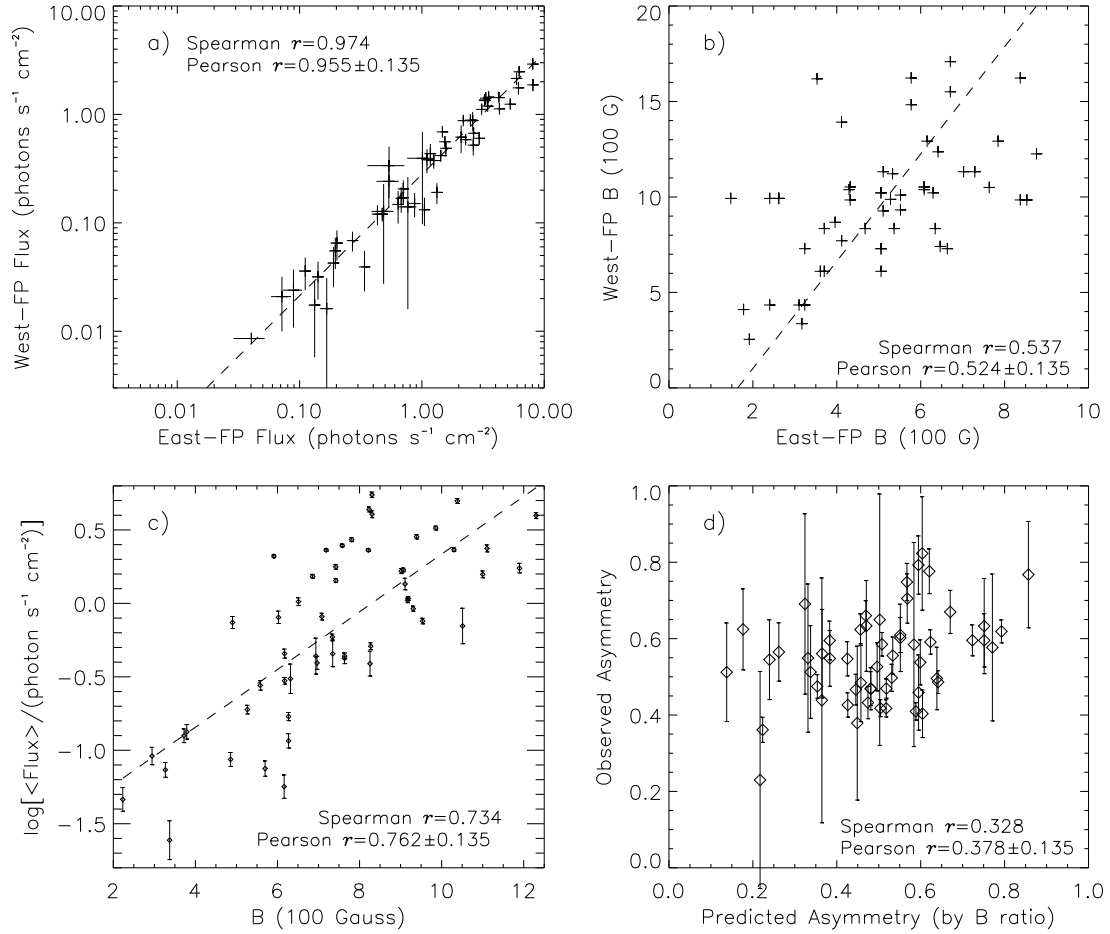 10.00
1.00
0.10
0.01
West-FP Flux (photons s⁻¹ cm⁻²)
a)
Spearman r=0.974
Pearson r=0.955±0.135
0.01 0.10 1.00 10.00
East-FP Flux (photons s⁻¹ cm⁻²)
20
15
10
5
0
West-FP B (100 G)
b)
Spearman r=0.537
Pearson r=0.524±0.135
0 2 4 6 8 10
East-FP B (100 G)
0.5
0.0
-0.5
-1.0
-1.5
log[<Flux>/(photon s⁻¹ cm⁻²)]
c)
Spearman r=0.734
Pearson r=0.762±0.135
2 4 6 8 10 12
B (100 Gauss)
1.0
0.8
0.6
0.4
0.2
0.0
Observed Asymmetry
d)
Spearman r=0.328
Pearson r=0.378±0.135
0.0 0.2 0.4 0.6 0.8 1.0
Predicted Asymmetry (by B ratio)